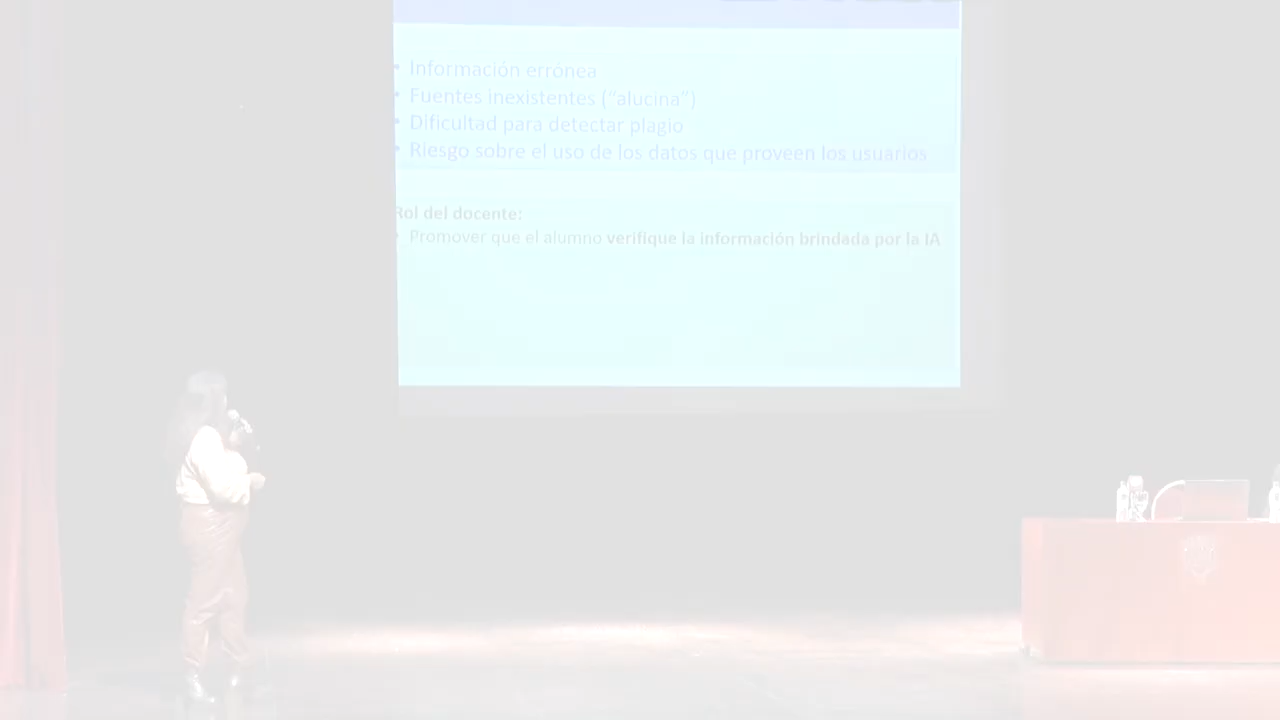 • Información errónea
• Fuentes inexistentes (“alucina”)
• Dificultad para detectar plagio
• Riesgo sobre el uso de los datos que proveen los usuarios
Rol del docente:
• Promover que el alumno verifique la información brindada por la IA